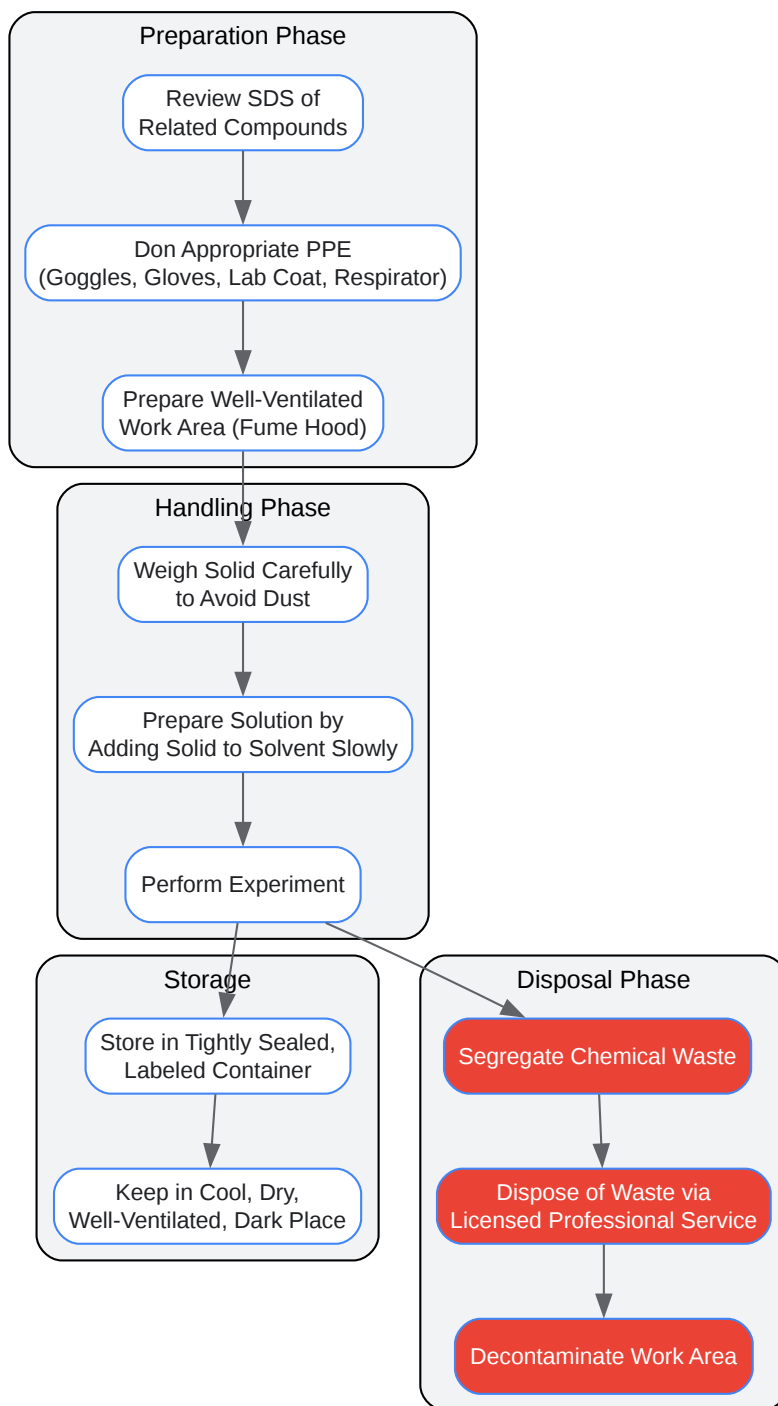 Preparation Phase
Review SDS of
Related Compounds
Don Appropriate PPE
(Goggles, Gloves, Lab Coat, Respirator)
Prepare Well-Ventilated
Work Area (Fume Hood)
Handling Phase
Weigh Solid Carefully
to Avoid Dust
Prepare Solution by
Adding Solid to Solvent Slowly
Perform Experiment
Storage
Store in Tightly Sealed,
Labeled Container
Keep in Cool, Dry,
Well-Ventilated, Dark Place
Disposal Phase
Segregate Chemical Waste
Dispose of Waste via
Licensed Professional Service
Decontaminate Work Area